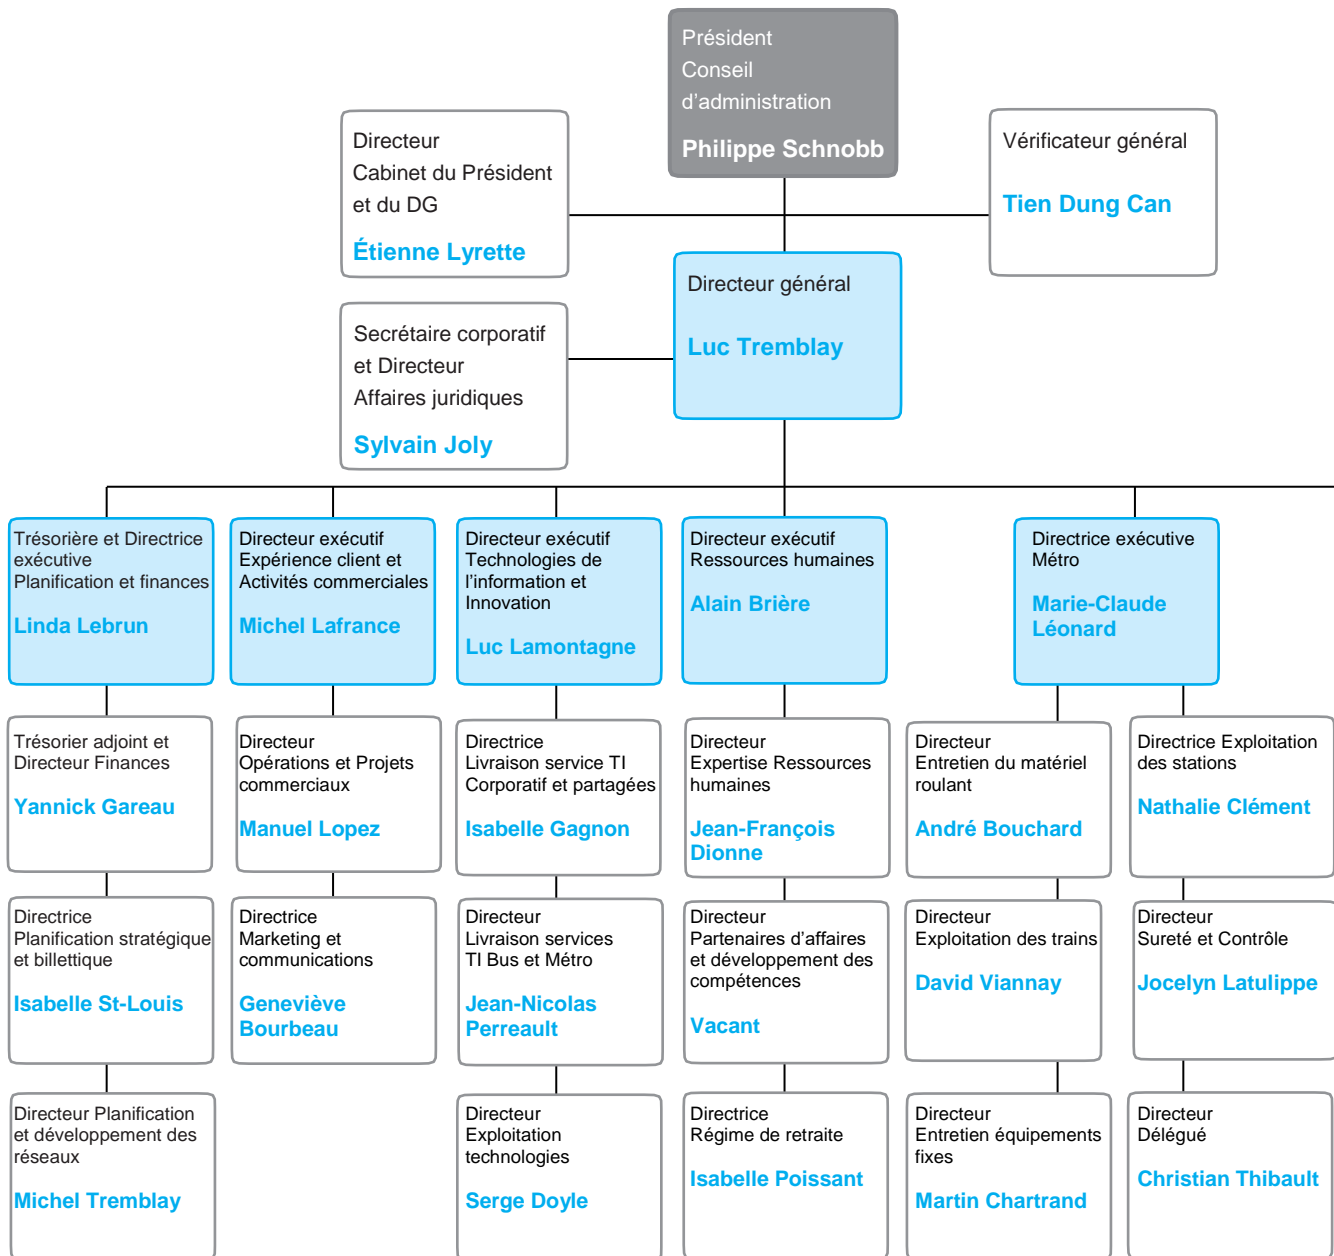 Président
Conseil
d’administration
Philippe Schnobb
Directeur
Cabinet du Président
et du DG
Étienne Lyrette
Vérificateur général
Tien Dung Can
Directeur général
Luc Tremblay
Secrétaire corporatif
et Directeur
Affaires juridiques
Sylvain Joly
Trésorière et Directrice
exécutive
Planification et finances
Linda Lebrun
Directeur exécutif
Expérience client et
Activités commerciales
Michel Lafrance
Directeur exécutif
Technologies de
l’information et
Innovation
Luc Lamontagne
Directeur exécutif
Ressources humaines
Alain Brière
Directrice exécutive
Métro
Marie-Claude
Léonard
Trésorier adjoint et
Directeur Finances
Yannick Gareau
Directeur
Opérations et Projets
commerciaux
Manuel Lopez
Directrice
Livraison service TI
Corporatif et partagées
Isabelle Gagnon
Directeur
Expertise Ressources
humaines
Jean-François
Dionne
Directeur
Entretien du matériel
roulant
André Bouchard
Directrice Exploitation
des stations
Nathalie Clément
Directrice
Planification stratégique
et billettique
Isabelle St-Louis
Directrice
Marketing et
communications
Geneviève
Bourbeau
Directeur
Livraison services
TI Bus et Métro
Jean-Nicolas
Perreault
Directeur
Partenaires d’affaires
et développement des
compétences
Vacant
Directeur
Exploitation des trains
David Viannay
Directeur
Sureté et Contrôle
Jocelyn Latulippe
Directeur Planification
et développement des
réseaux
Michel Tremblay
Directeur
Exploitation
technologies
Serge Doyle
Directrice
Régime de retraite
Isabelle Poissant
Directeur
Entretien équipements
fixes
Martin Chartrand
Directeur
Délégué
Christian Thibault